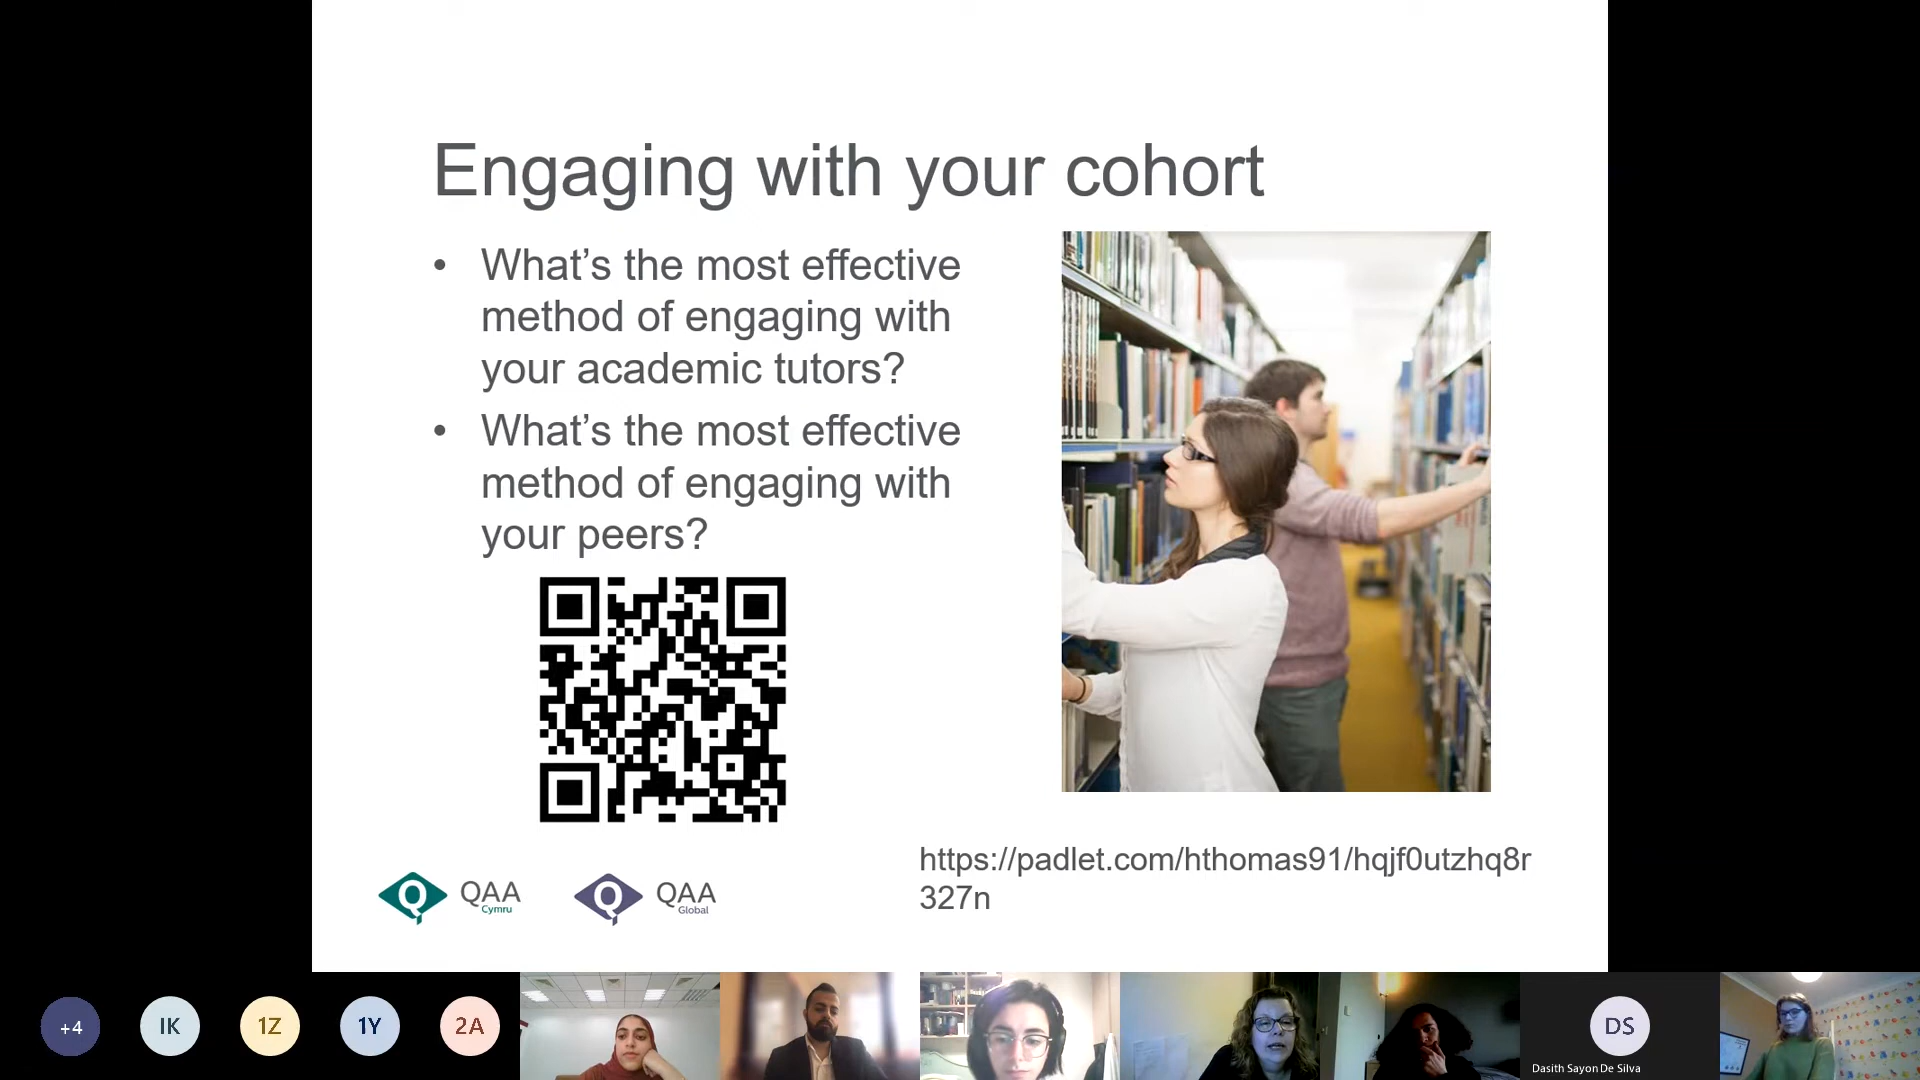 Engaging with your cohort
• What’s the most effective
method of engaging with
your academic tutors?
• What’s the most effective
method of engaging with
your peers?
https://padlet.com/hthomas91/hqjf0utzhq8r
327n
QAA
Cymru
QAA
Global
+4
IK
1Z
1Y
2A
DS
Dasith Sayon De Silva